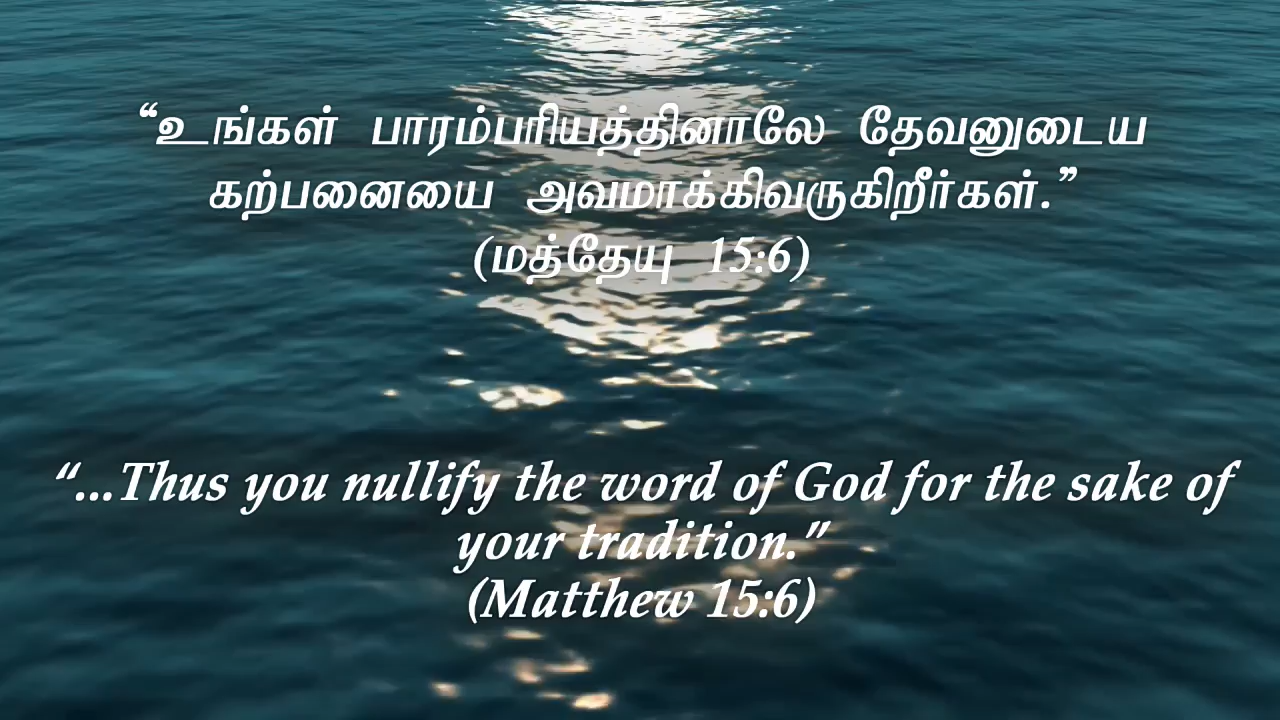 “உங்கள் பாரம்பரியத்தினாலே தேவனுடைய
கற்பனையை அவமாக்கிவருகிறீர்கள்.”
(மத்தேயு 15:6)
“...Thus you nullify the word of God for the sake of
your tradition.”
(Matthew 15:6)